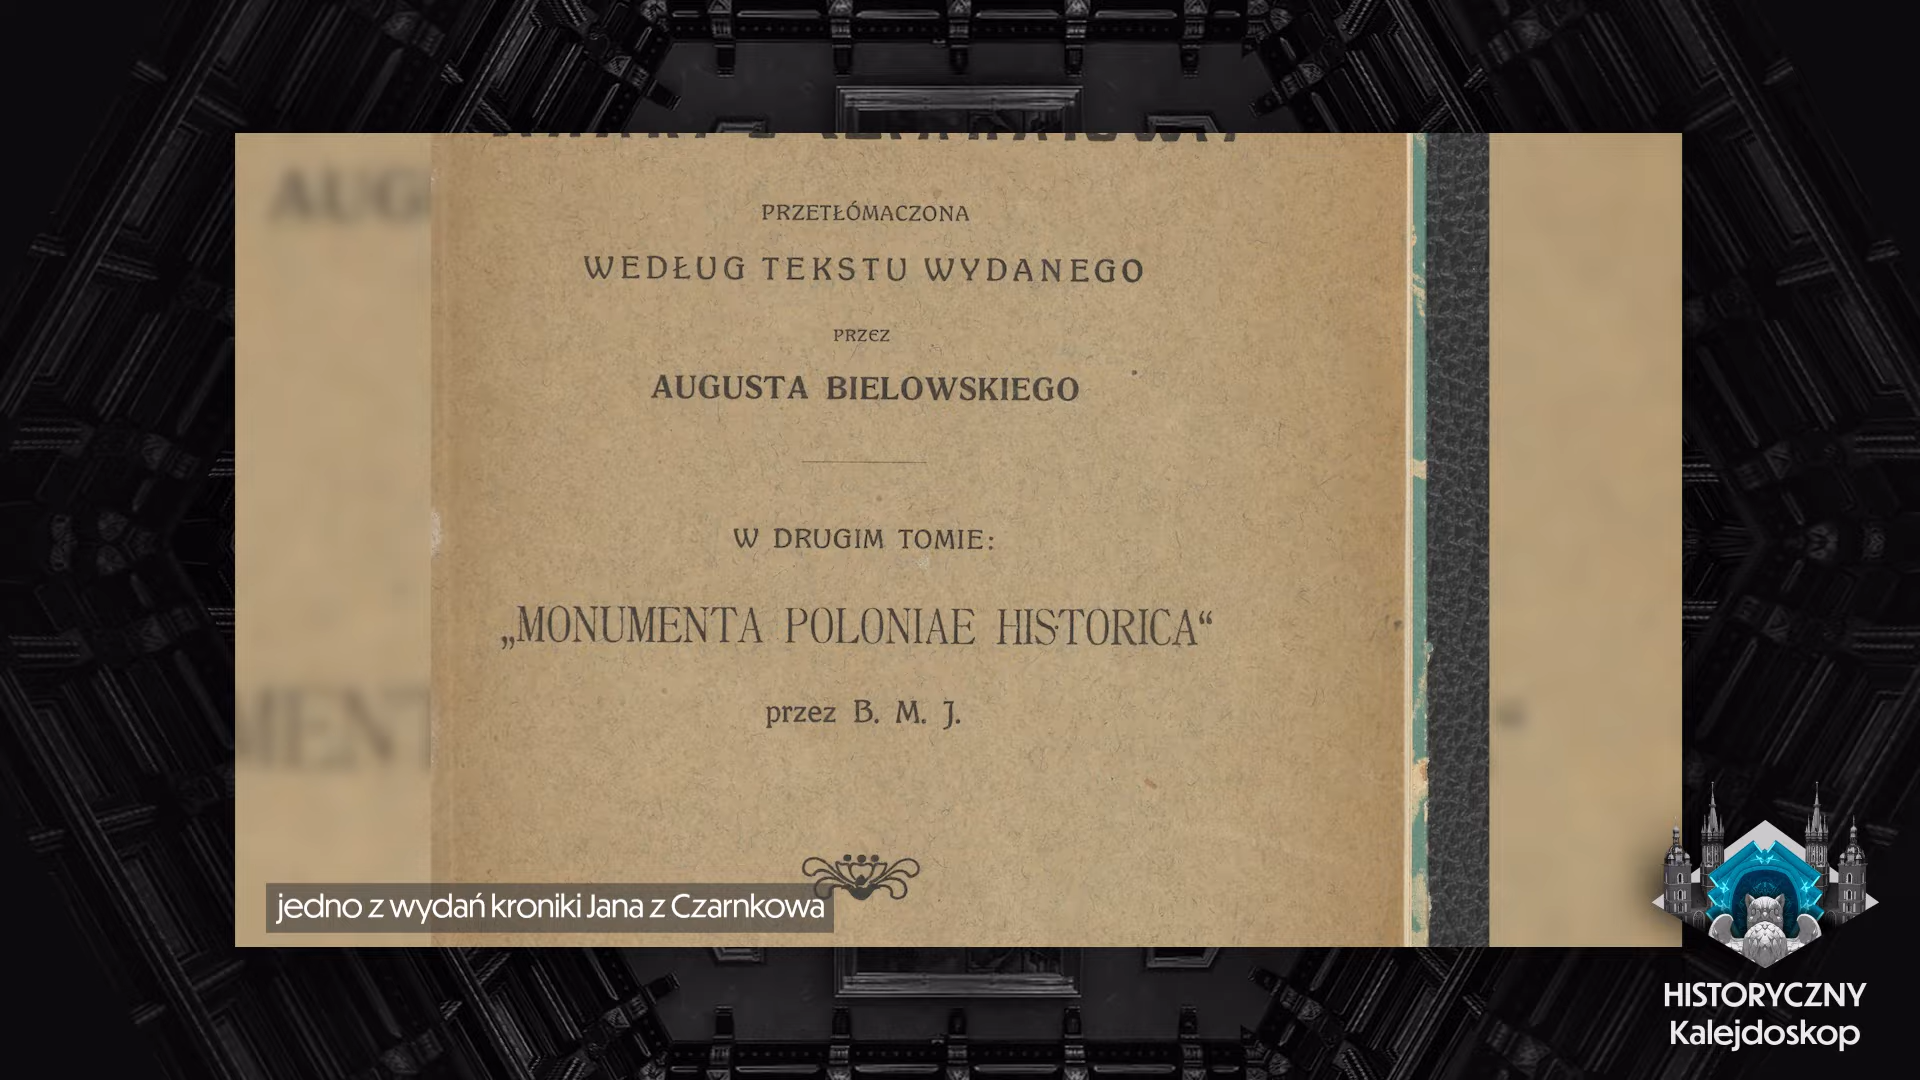 PRZETŁÓMACZONA
WEDŁUG TEKSTU WYDANEGO
PRZEZ
AUGUSTA BIELOWSKIEGO
W DRUGIM TOMIE:
„MONUMENTA POLONIAE HISTORICA“
przez B. M. J.
jedno z wydań kroniki Jana z Czarnkowa
HISTORYCZNY
Kalejdoskop